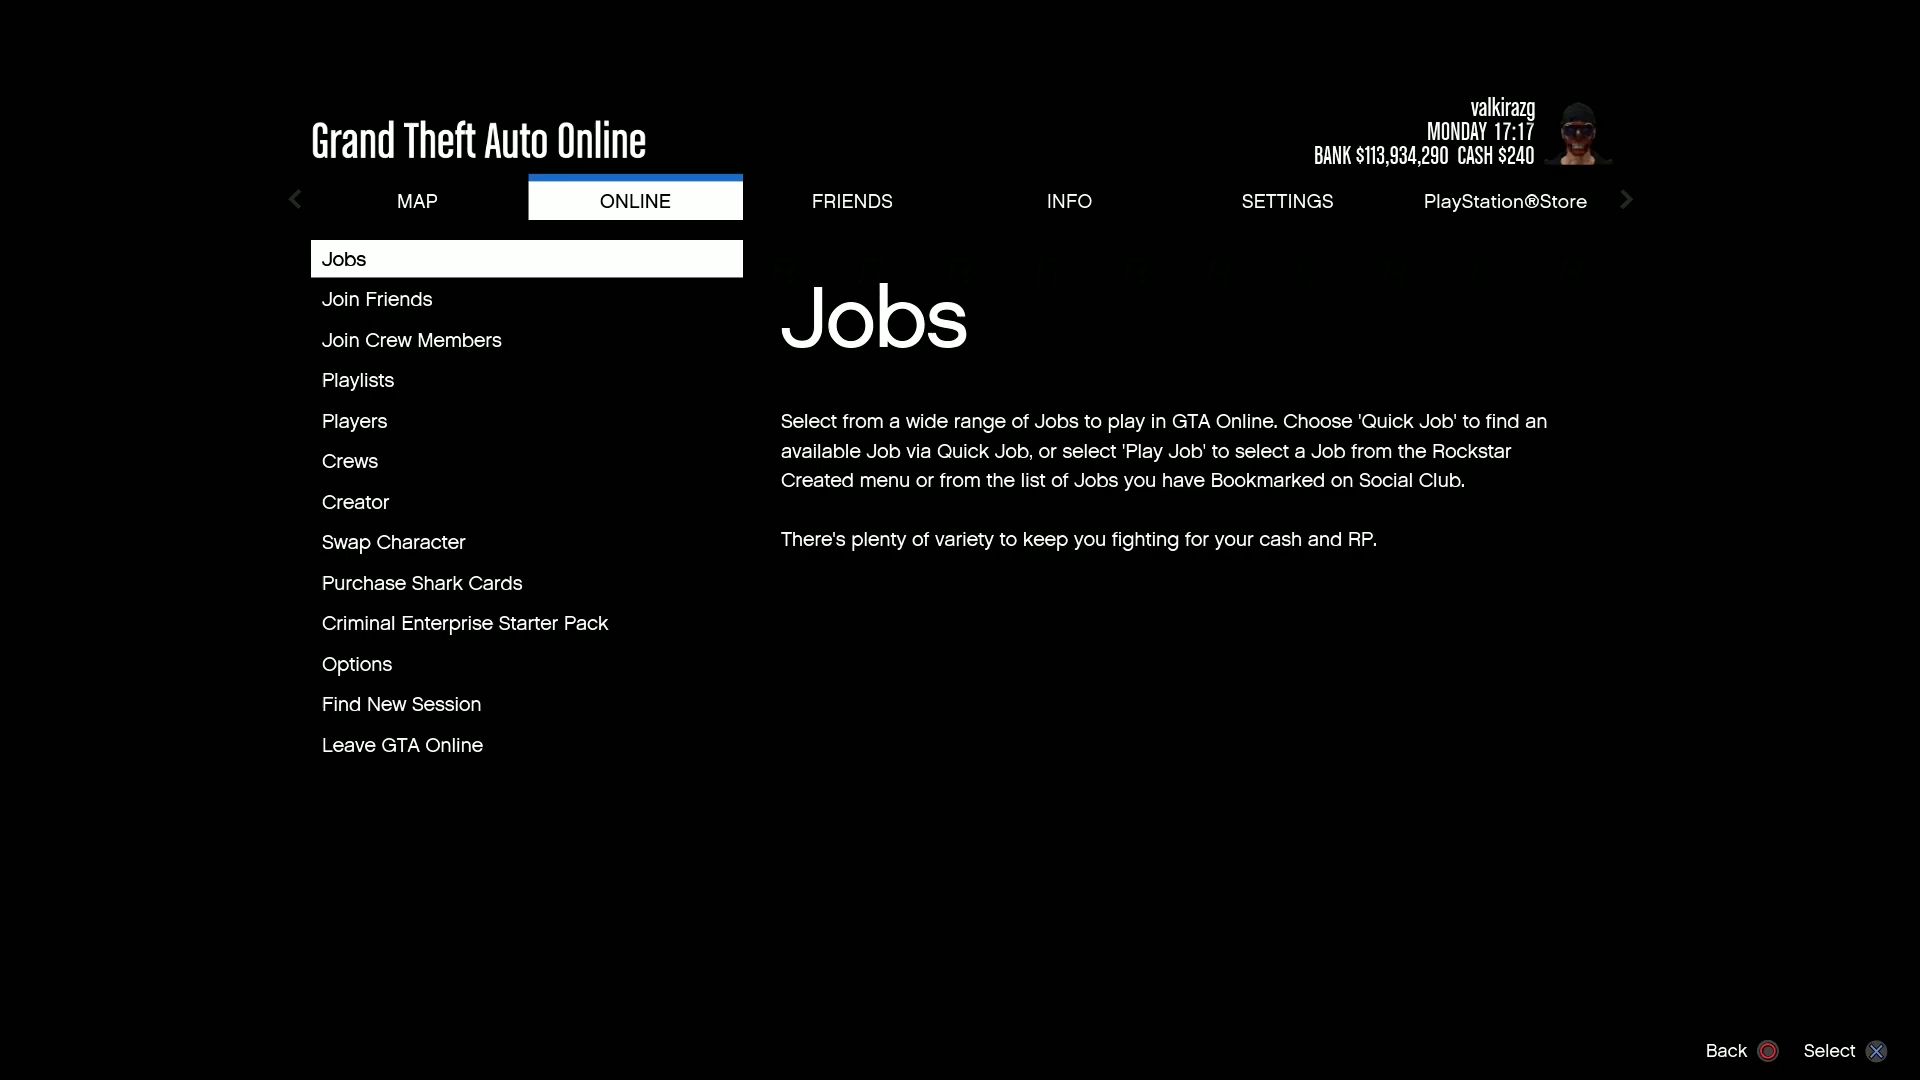 Grand Theft Auto Online
valkirazg
MONDAY 17:17
BANK $113,934,290 CASH $240
MAP ONLINE FRIENDS INFO SETTINGS PlayStation®Store
Jobs
Join Friends
Join Crew Members
Playlists
Players
Crews
Creator
Swap Character
Purchase Shark Cards
Criminal Enterprise Starter Pack
Options
Find New Session
Leave GTA Online
Jobs
Select from a wide range of Jobs to play in GTA Online. Choose 'Quick Job' to find an
available Job via Quick Job, or select 'Play Job' to select a Job from the Rockstar
Created menu or from the list of Jobs you have Bookmarked on Social Club.
There's plenty of variety to keep you fighting for your cash and RP.
Back Select